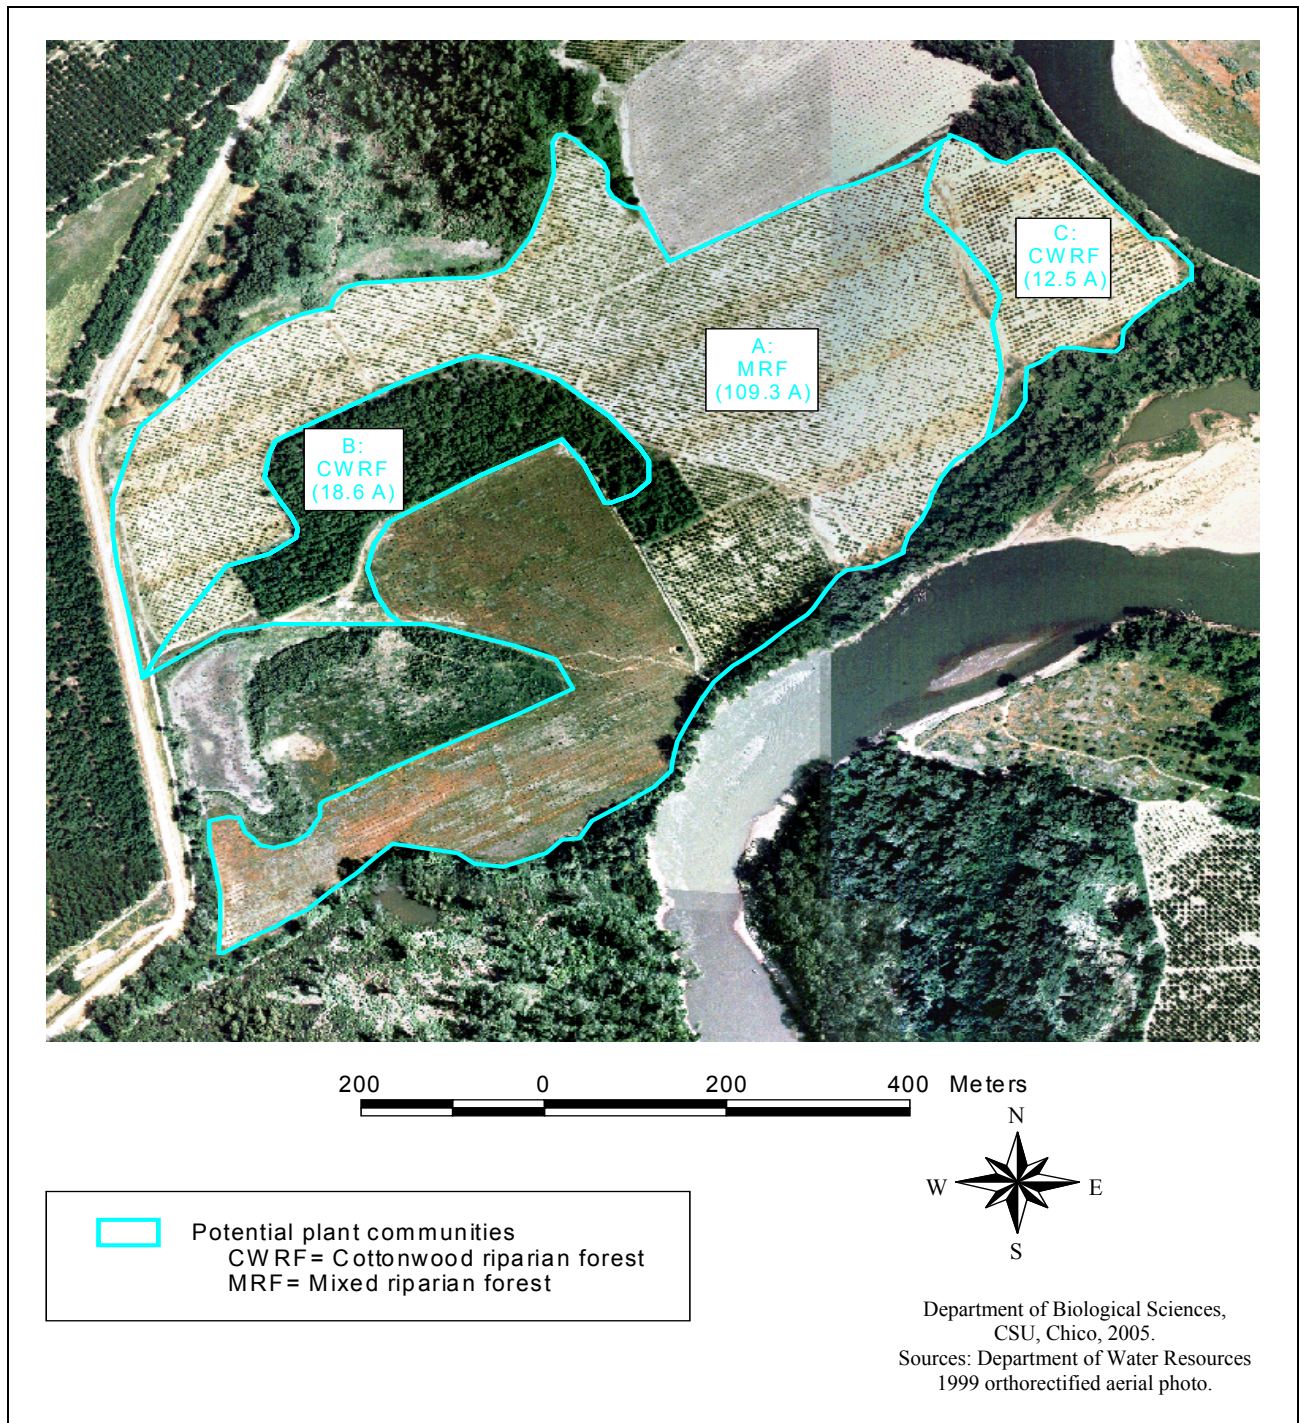 C:
CWRF
(12.5 A)
A:
MRF
(109.3 A)
B:
CWRF
(18.6 A)
200 0 200 400 Meters
N
W E
S
Potential plant communities
CWRF= Cottonwood riparian forest
MRF= Mixed riparian forest
Department of Biological Sciences,
CSU, Chico, 2005.
Sources: Department of Water Resources
1999 orthorectified aerial photo.